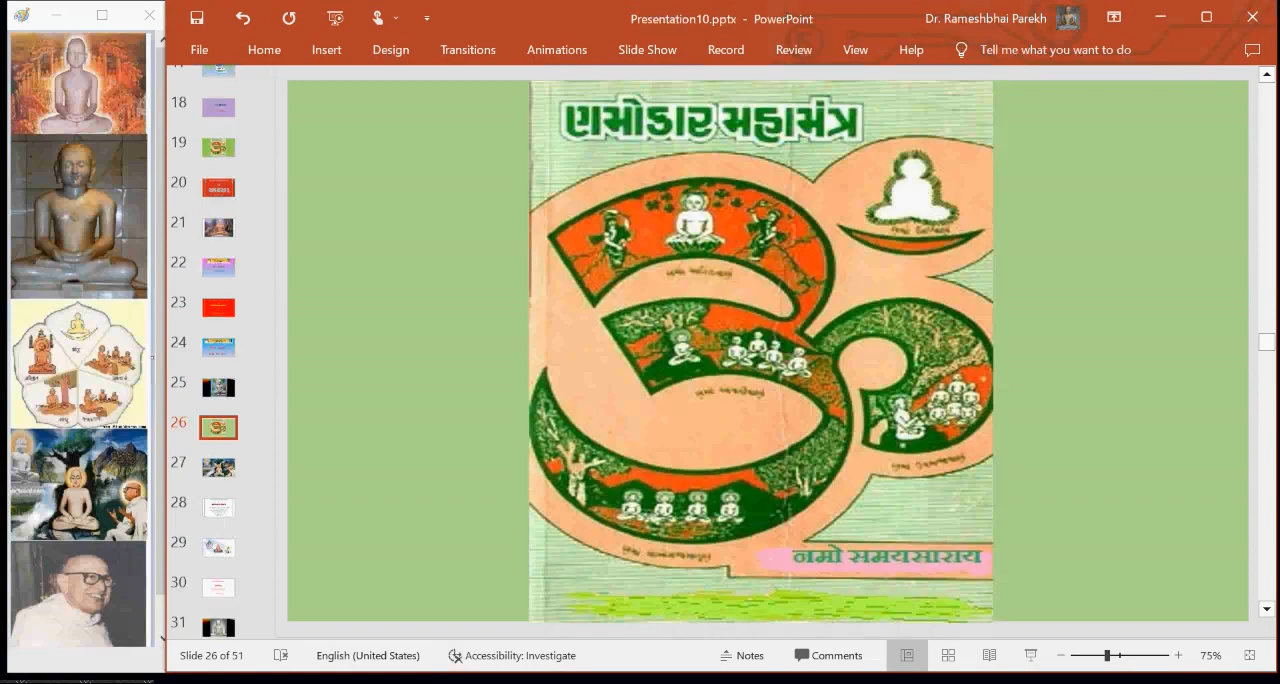 Presentation10.pptx - PowerPoint
Dr. Rameshbhai Parekh
File Home Insert Design Transitions Animations Slide Show Record Review View Help Tell me what you want to do
18
19
20
21
22
23
24
25
26
27
28
29
30
31
ણમોકાર મહામંત્ર
નમો સમયસારાય
Slide 26 of 51 English (United States) Accessibility: Investigate Notes Comments 75%